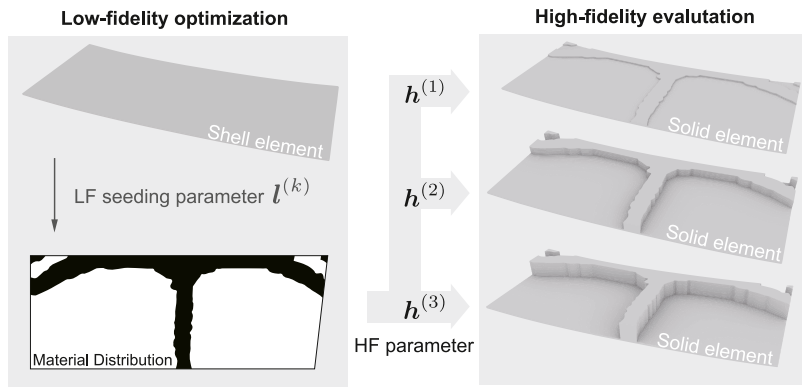 Low-fidelity optimization
Shell element
LF seeding parameter l^(k)
Material Distribution
h^(1)
h^(2)
h^(3)
HF parameter
High-fidelity evalutation
Solid element
Solid element
Solid element